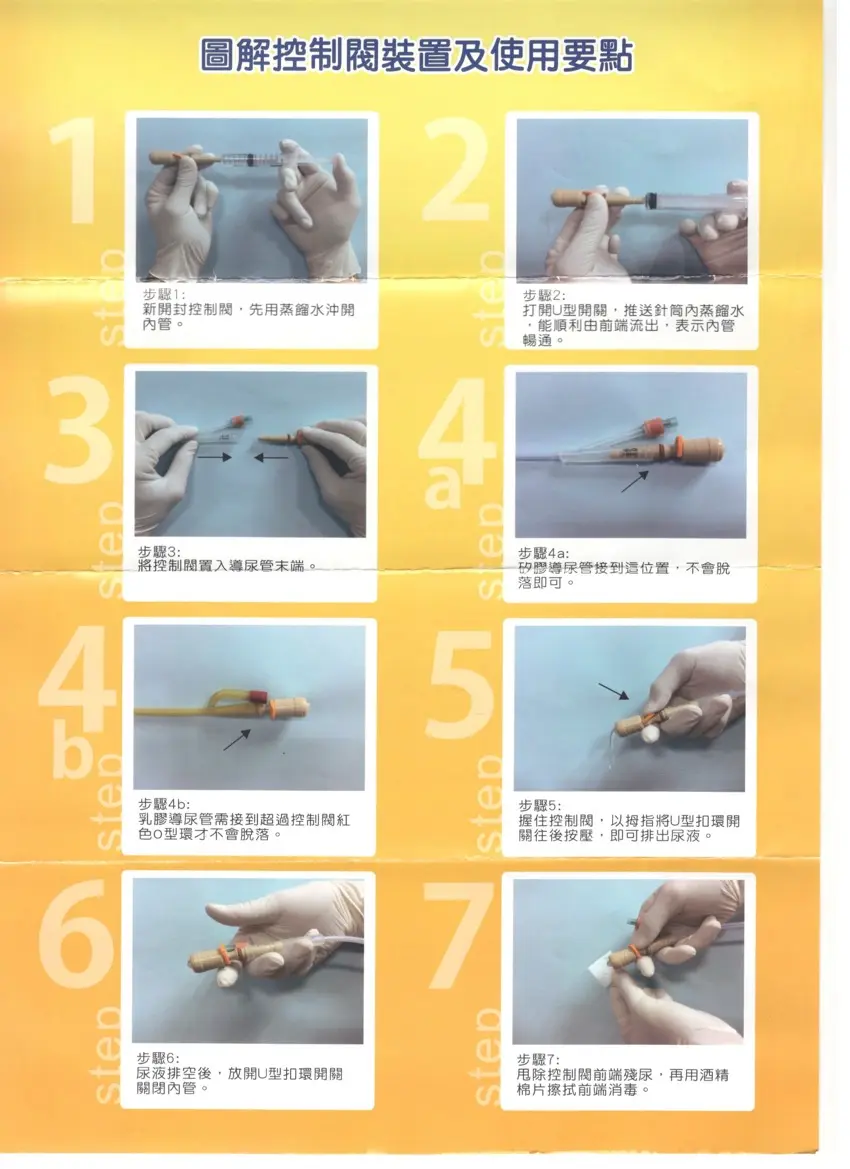 圖解控制閥裝置及使用要點
1
step
步驟1:
新開封控制閥，先用蒸餾水沖開
內管。
2
step
步驟2:
打開U型開關，推送針筒內蒸餾水
，能順利由前端流出，表示內管
暢通。
3
step
步驟3:
將控制閥置入導尿管末端。
4
a
step
步驟4a:
矽膠導尿管接到這位置，不會脫
落即可。
4
b
step
步驟4b:
乳膠導尿管需接到超過控制閥紅
色O型環才不會脫落。
5
step
步驟5:
握住控制閥，以拇指將U型扣環開
關往後按壓，即可排出尿液。
6
step
步驟6:
尿液排空後，放開U型扣環開關
關閉內管。
7
step
步驟7:
甩除控制閥前端殘尿，再用酒精
棉片擦拭前端消毒。